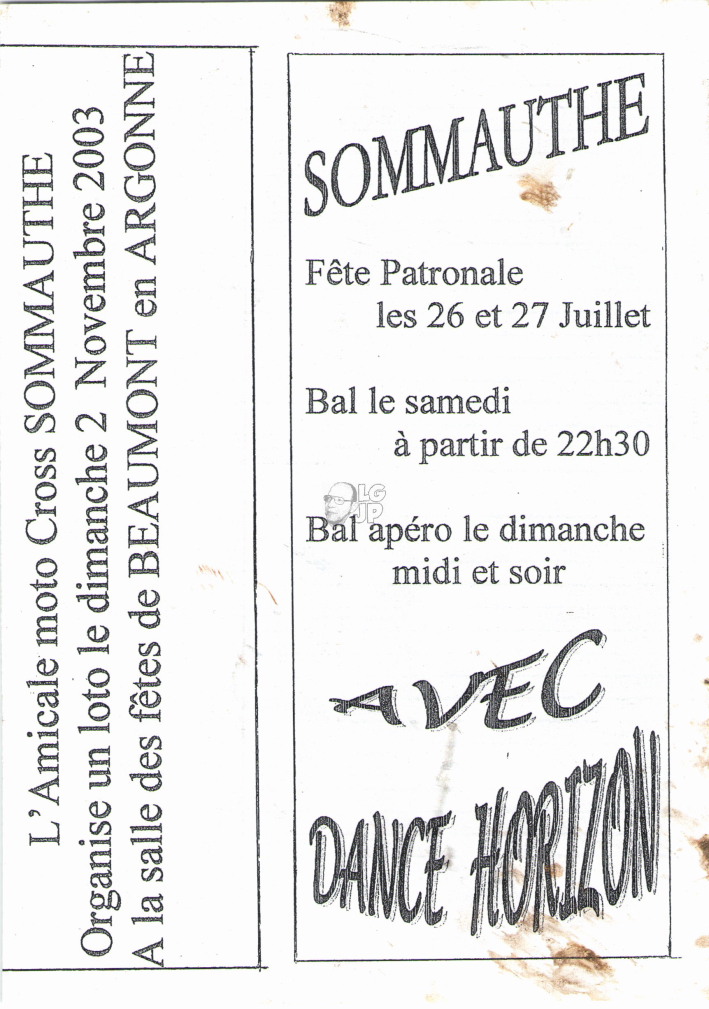 L'Amicale moto Cross SOMMAUTHE
Organise un loto le dimanche 2 Novembre 2003
A la salle des fêtes de BEAUMONT en ARGONNE
SOMMAUTHE
Fête Patronale
les 26 et 27 Juillet
Bal le samedi
à partir de 22h30
Bal apéro le dimanche
midi et soir
AVEC
DANCE HORIZON
LG
JP